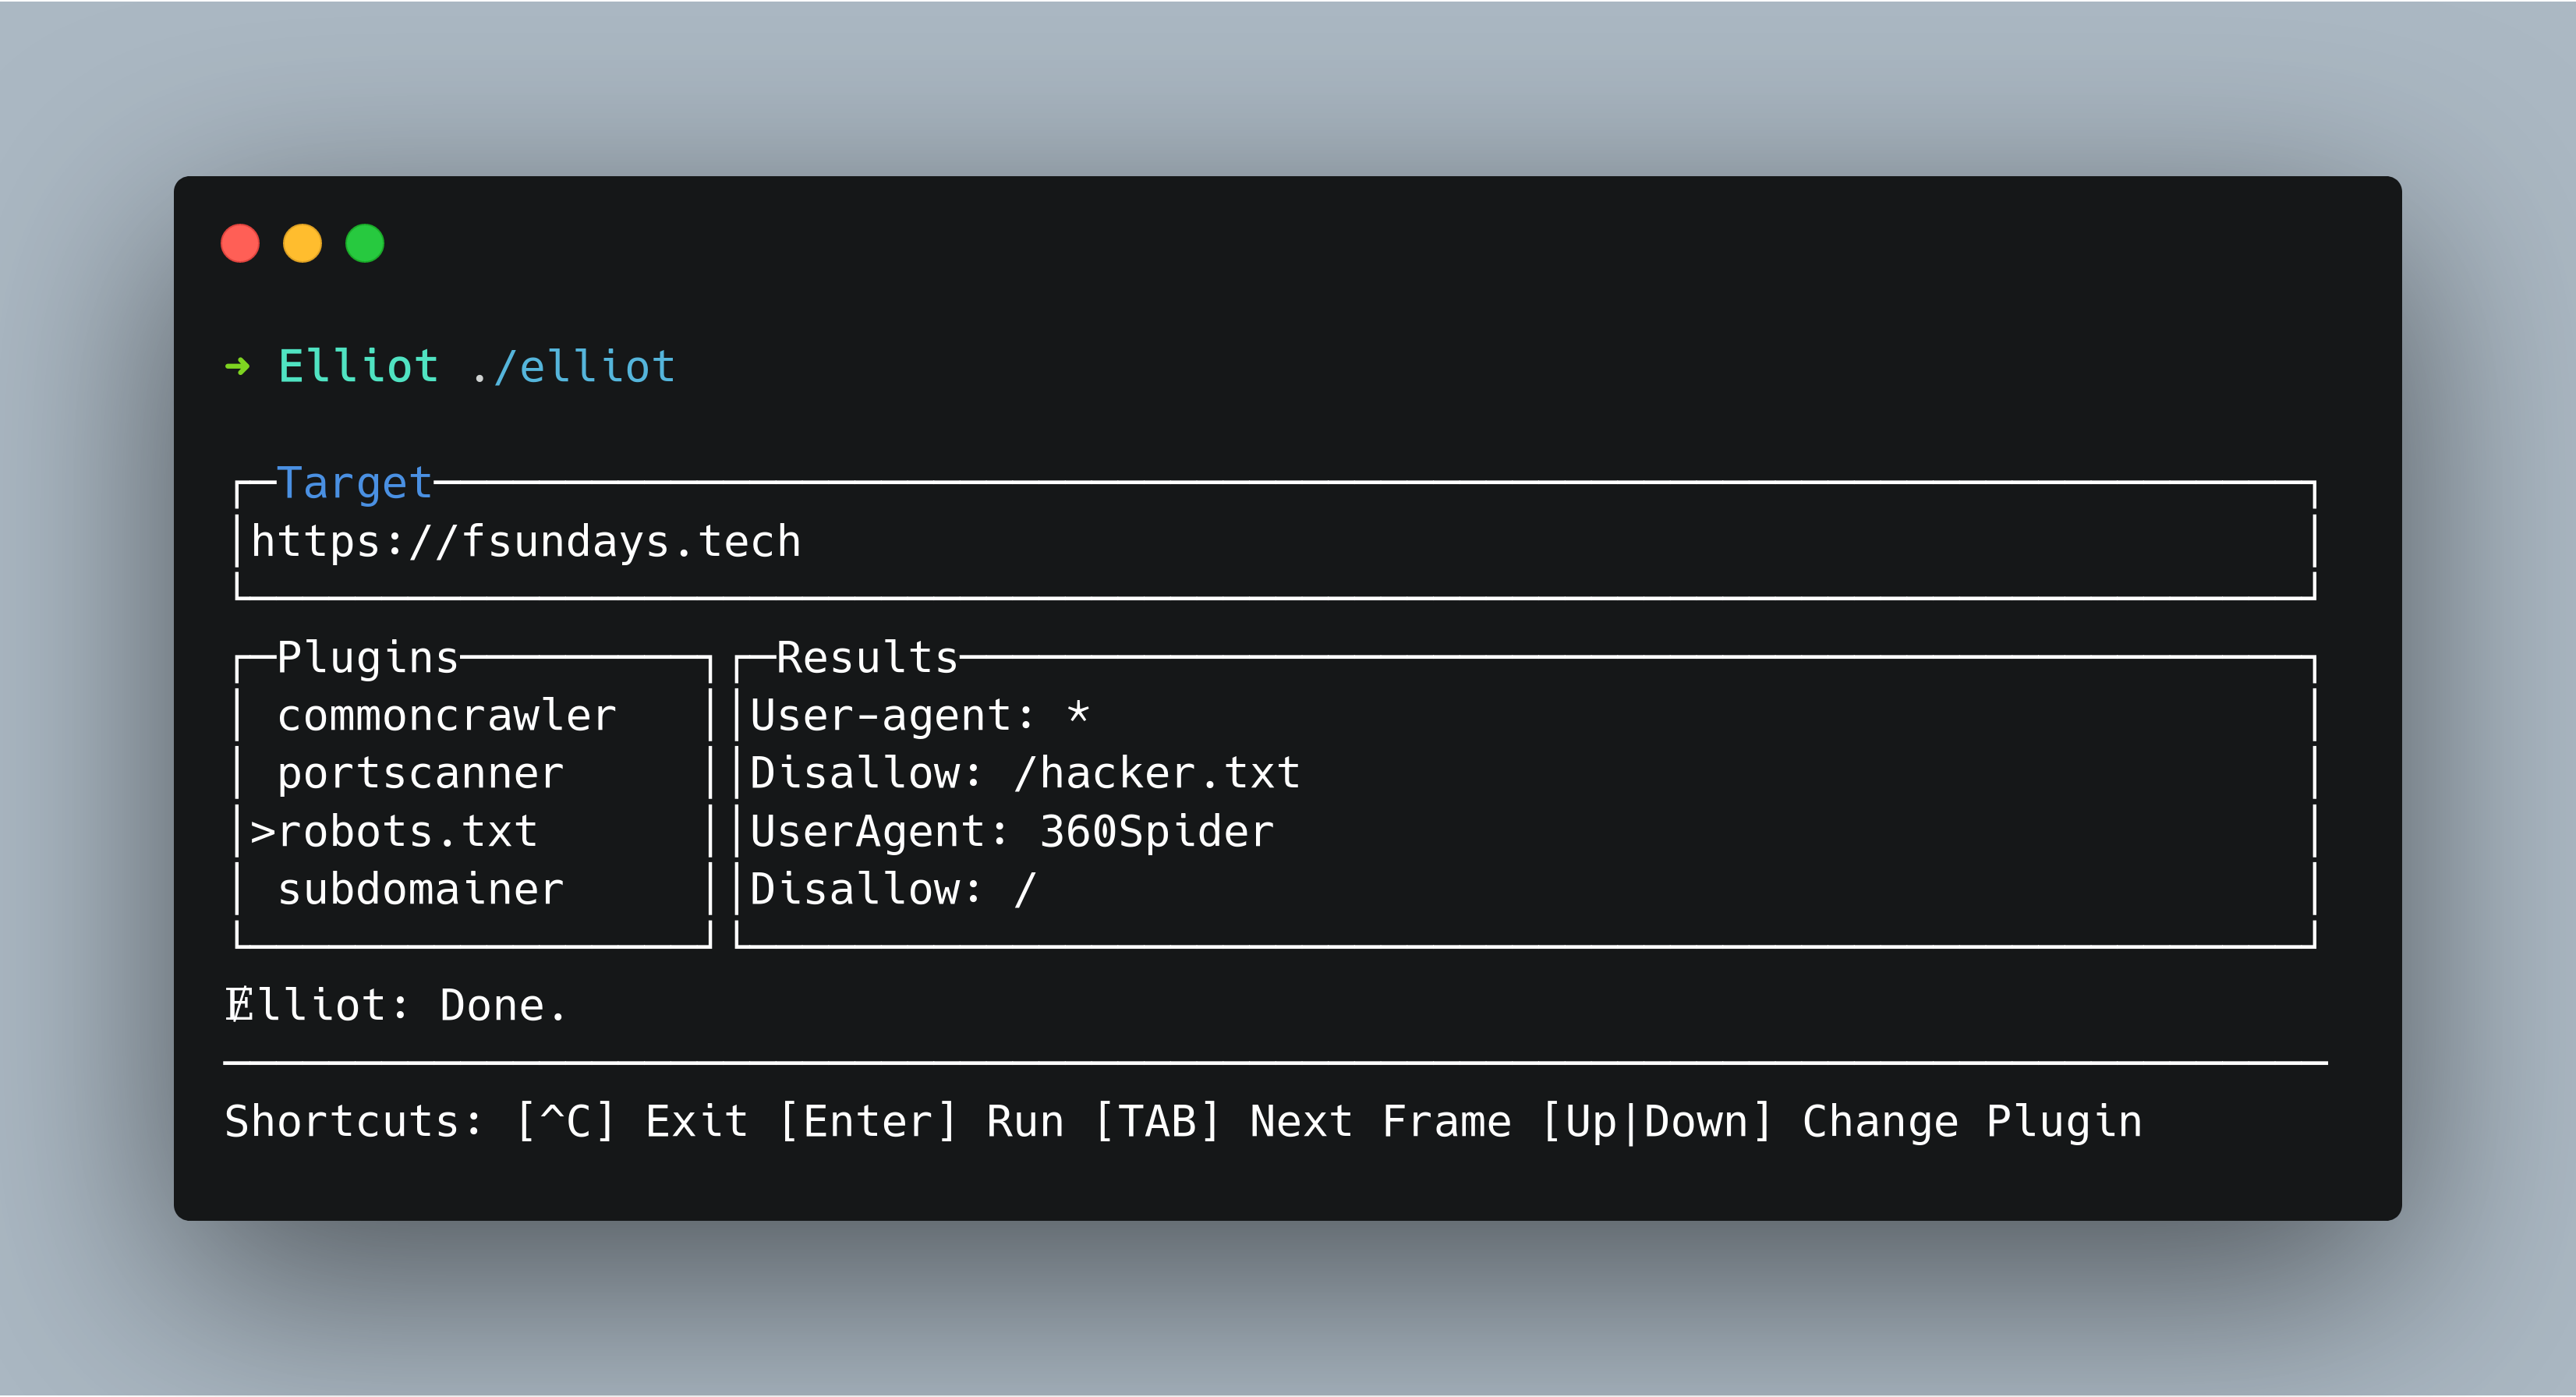 ➜ Elliot ./elliot
Target
https://fsundays.tech
Plugins Results
commoncrawler User-agent: *
portscanner Disallow: /hacker.txt
>robots.txt UserAgent: 360Spider
subdomainer Disallow: /
Elliot: Done.
Shortcuts: [^C] Exit [Enter] Run [TAB] Next Frame [Up|Down] Change Plugin